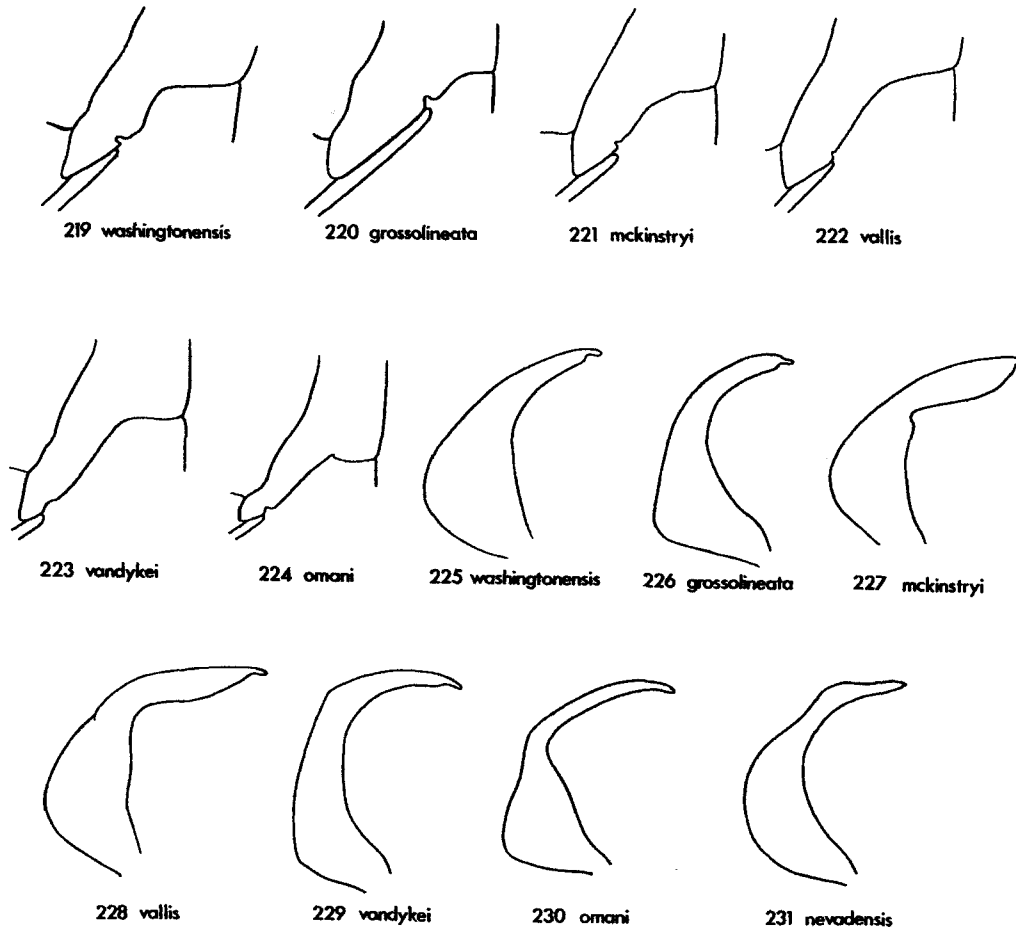 219 washingtonensis
220 grossolineata
221 mckinstryi
222 vallis
223 vandykei
224 omani
225 washingtonensis
226 grossolineata
227 mckinstryi
228 vallis
229 vandykei
230 omani
231 nevadensis